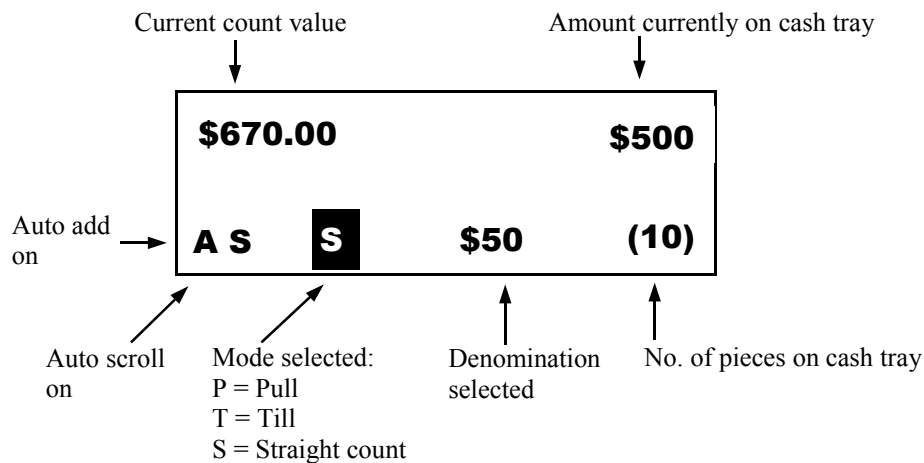 Current count value
Amount currently on cash tray
$670.00
$500
Auto add
on
A S
S
$50
(10)
Auto scroll
on
Mode selected:
P = Pull
T = Till
S = Straight count
Denomination
selected
No. of pieces on cash tray